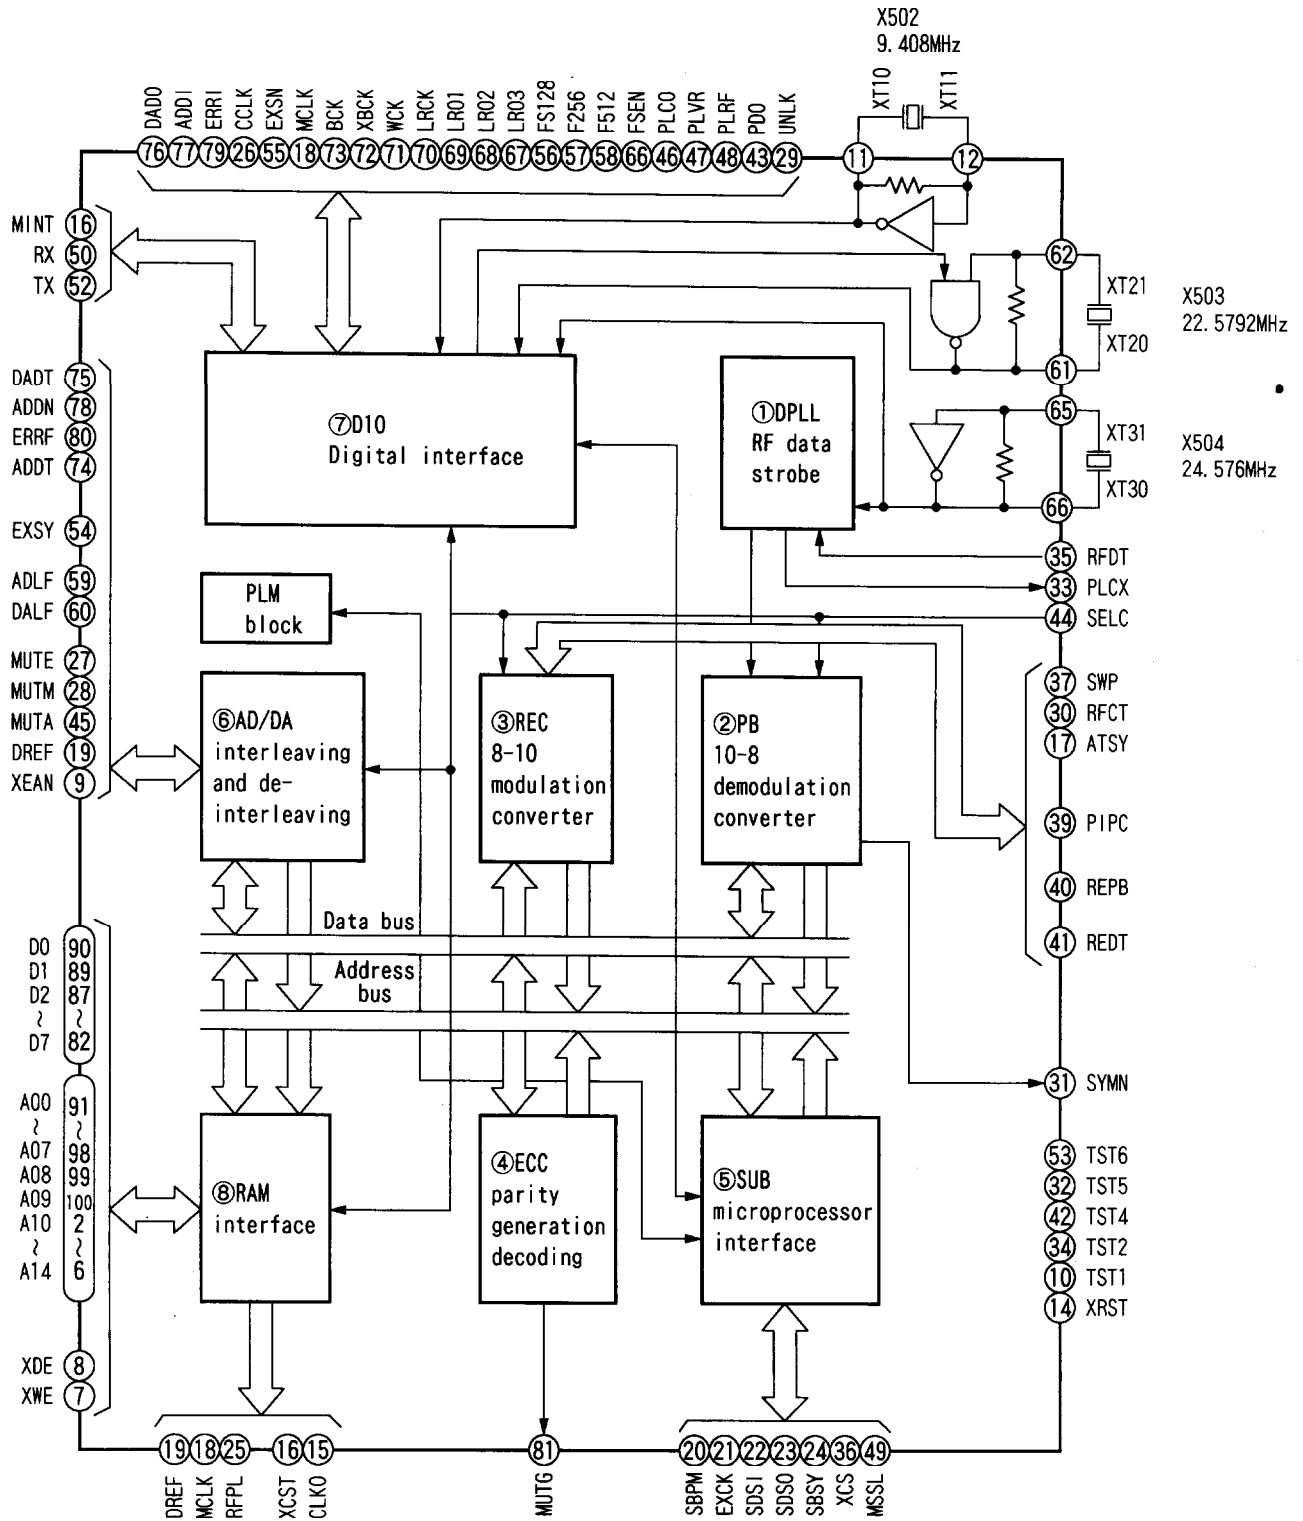 X502
9.408MHz
XT10
XT11
DADO
ADDI
ERRI
CCLK
EXSN
MCLK
BCK
XBCK
WCK
LRCK
LRO1
LRO2
LRO3
FS128
F256
F512
FSEN
PLCO
PLVR
PLRF
PDO
UNLK
76 77 79 26 55 18 73 72 71 70 69 68 67 56 57 58 66 46 47 48 43 29
11
12
MINT 16
RX 50
TX 52
62
XT21
X503
22.5792MHz
XT20
61
DADT 75
ADDN 78
ERRF 80
ADDT 74
EXSY 54
ADLF 59
DALF 60
MUTE 27
MUTM 28
MUTA 45
DREF 19
XEAN 9
⑦DIO
Digital interface
①DPLL
RF data
strobe
65
XT31
X504
24.576MHz
XT30
66
35 RFDT
33 PLCX
44 SELC
PLM
block
⑥AD/DA
interleaving
and de-
interleaving
③REC
8-10
modulation
converter
②PB
10-8
demodulation
converter
37 SWP
30 RFCT
17 ATSY
39 PIPC
40 REPB
41 REDT
Data bus
Address
bus
D0 90
D1 89
D2 87
~ ~
D7 82
A00 91
~ ~
A07 98
A08 99
A09 100
A10 2
~ ~
A14 6
XDE 8
XWE 7
⑧RAM
interface
④ECC
parity
generation
decoding
⑤SUB
microprocessor
interface
31 SYMN
53 TST6
32 TST5
42 TST4
34 TST2
10 TST1
14 XRST
19 18 25 16 15
DREF
MCLK
RFPL
XCST
CLKO
81
MUTG
20 21 22 23 24 36 49
SBPM
EXCK
SDSI
SDSO
SBSY
XCS
MSSL